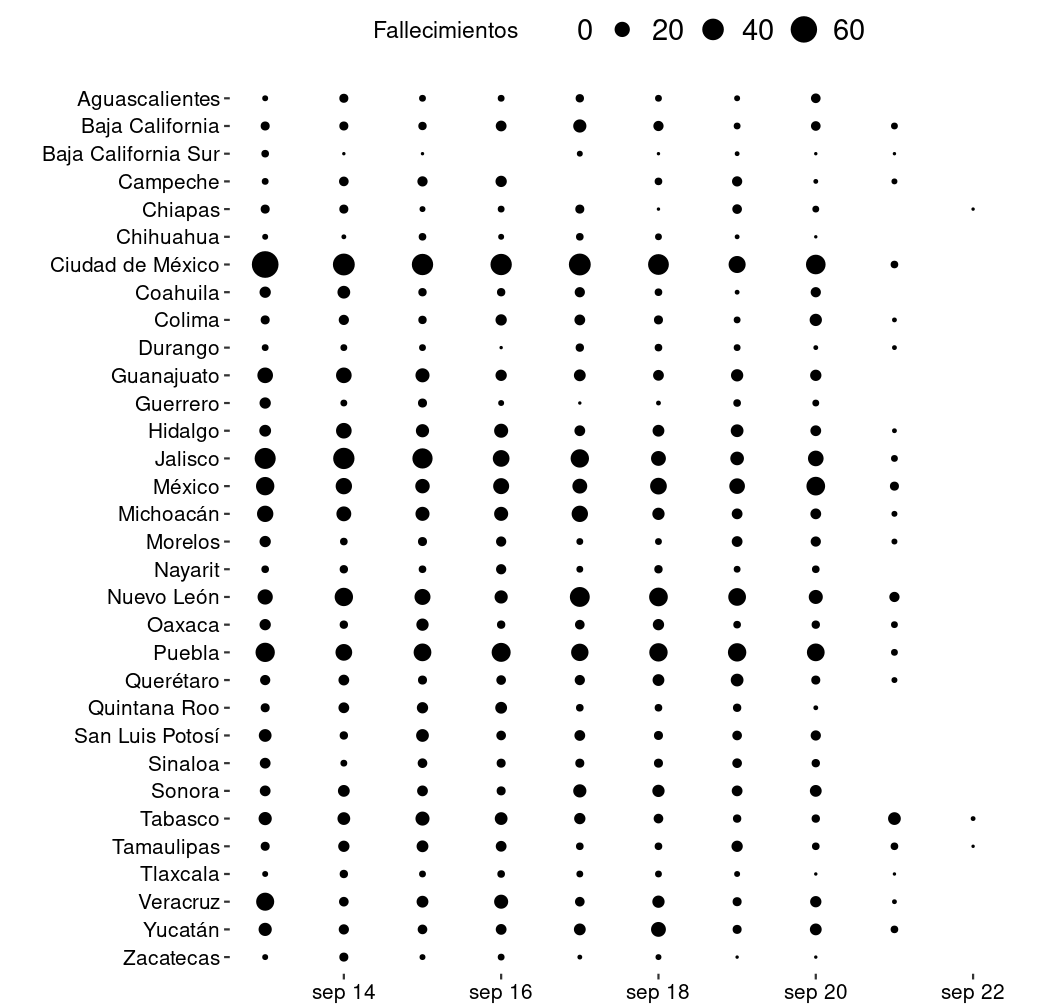 Fallecimientos 0 20 40 60
Aguascalientes
Baja California
Baja California Sur
Campeche
Chiapas
Chihuahua
Ciudad de México
Coahuila
Colima
Durango
Guanajuato
Guerrero
Hidalgo
Jalisco
México
Michoacán
Morelos
Nayarit
Nuevo León
Oaxaca
Puebla
Querétaro
Quintana Roo
San Luis Potosí
Sinaloa
Sonora
Tabasco
Tamaulipas
Tlaxcala
Veracruz
Yucatán
Zacatecas
sep 14 sep 16 sep 18 sep 20 sep 22